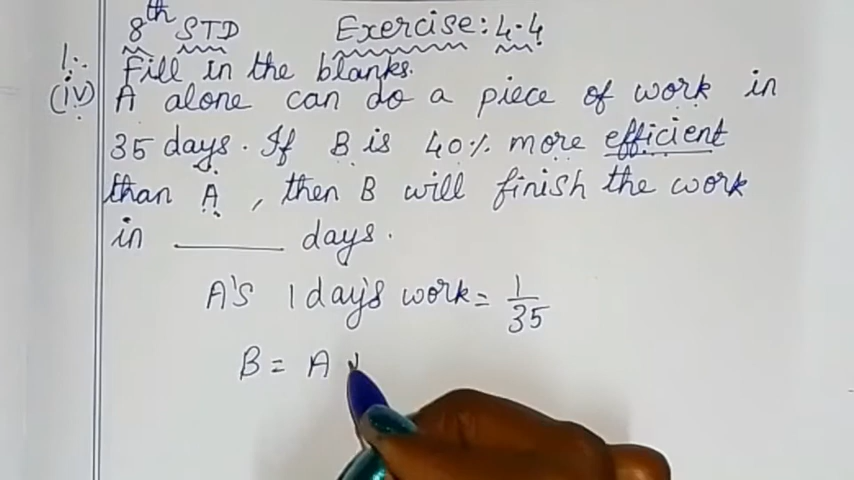 8th STD Exercise: 4.4
1. Fill in the blanks.
(iv) A alone can do a piece of work in
35 days. If B is 40% more efficient
than A, then B will finish the work
in ______ days.
A's 1 day's work = 1/35
B = A